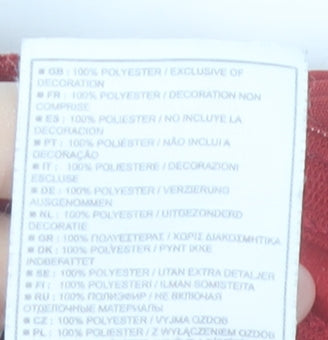 ■ GB : 100% POLYESTER / EXCLUSIVE OF
DECORATION
■ FR : 100% POLYESTER / DECORATION NON
COMPRISE
■ ES : 100% POLIÉSTER / NO INCLUYE LA
DECORACIÓN
■ PT : 100% POLIÉSTER / NÃO INCLUI A
DECORAÇÃO
■ IT : 100% POLIESTERE / DECORAZIONI
ESCLUSE
■ DE : 100% POLYESTER / VERZIERUNG
AUSGENOMMEN
■ NL : 100% POLYESTER / UITGEZONDERD
DECORATIE
■ GR : 100% ΠΟΛΥΕΣΤΕΡΑΣ / ΧΩΡΙΣ ΔΙΑΚΟΣΜΗΤΙΚΑ
■ DK : 100% POLYESTER / PYNT IKKE
INDBEFATTET
■ SE : 100% POLYESTER / UTAN EXTRA DETALJER
■ FI : 100% POLYESTERI / ILMAN SOMISTEITA
■ RU : 100% ПОЛИЭФИР / НЕ ВКЛЮЧАЯ
ОТДЕЛОЧНЫЕ МАТЕРИАЛЫ
■ CZ : 100% POLYESTER / VYJMA OZDOB
■ PL : 100% POLYESTER / Z WYŁĄCZENIEM OZDÓB